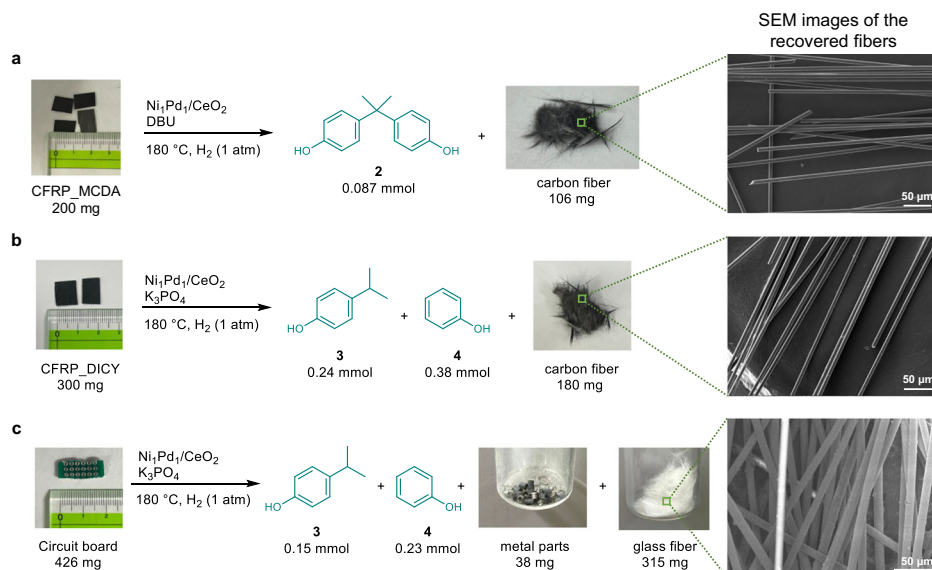 SEM images of the
recovered fibers
a
Ni1Pd1/CeO2
DBU
180 °C, H2 (1 atm)
CFRP_MCDA
200 mg
HO
OH
2
0.087 mmol
+
carbon fiber
106 mg
50 µm
b
Ni1Pd1/CeO2
K3PO4
180 °C, H2 (1 atm)
CFRP_DICY
300 mg
HO
3
0.24 mmol
+
OH
4
0.38 mmol
+
carbon fiber
180 mg
50 µm
c
Ni1Pd1/CeO2
K3PO4
180 °C, H2 (1 atm)
Circuit board
426 mg
HO
3
0.15 mmol
+
OH
4
0.23 mmol
+
metal parts
38 mg
+
glass fiber
315 mg
50 µm